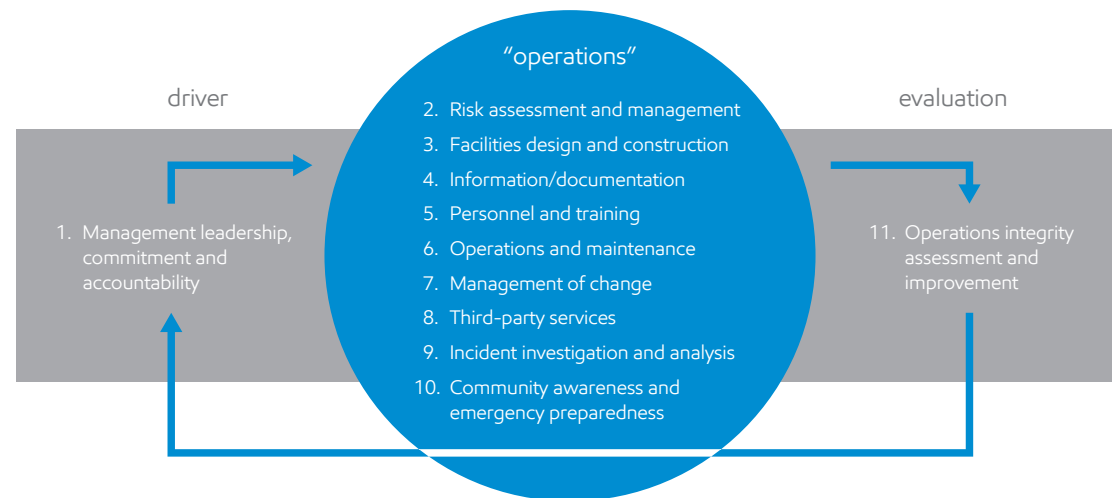 driver
1. Management leadership,
commitment and
accountability
“operations”
2. Risk assessment and management
3. Facilities design and construction
4. Information/documentation
5. Personnel and training
6. Operations and maintenance
7. Management of change
8. Third-party services
9. Incident investigation and analysis
10. Community awareness and
emergency preparedness
evaluation
11. Operations integrity
assessment and
improvement